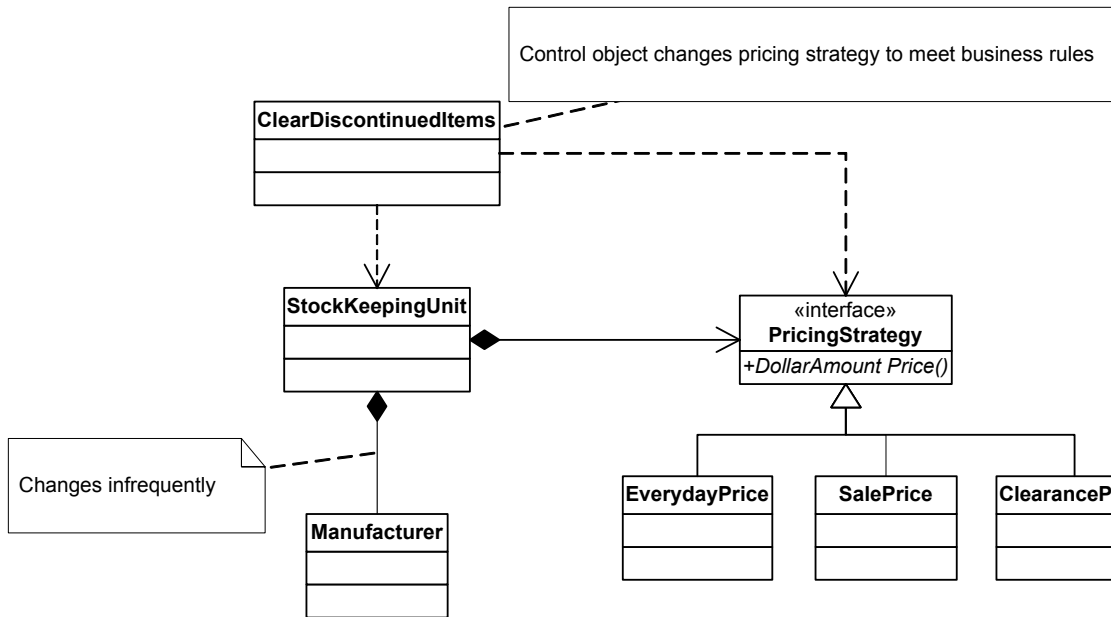 Control object changes pricing strategy to meet business rules
ClearDiscontinuedItems
StockKeepingUnit
«interface»
PricingStrategy
+DollarAmount Price()
Changes infrequently
EverydayPrice
SalePrice
ClearanceP
Manufacturer